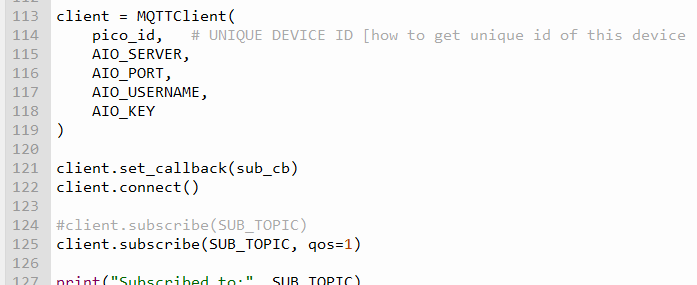 113 client = MQTTClient(
114     pico_id,   # UNIQUE DEVICE ID [how to get unique id of this device
115     AIO_SERVER,
116     AIO_PORT,
117     AIO_USERNAME,
118     AIO_KEY
119 )
120
121 client.set_callback(sub_cb)
122 client.connect()
123
124 #client.subscribe(SUB_TOPIC)
125 client.subscribe(SUB_TOPIC, qos=1)
126
127 print("Subscribed to:", SUB_TOPIC)